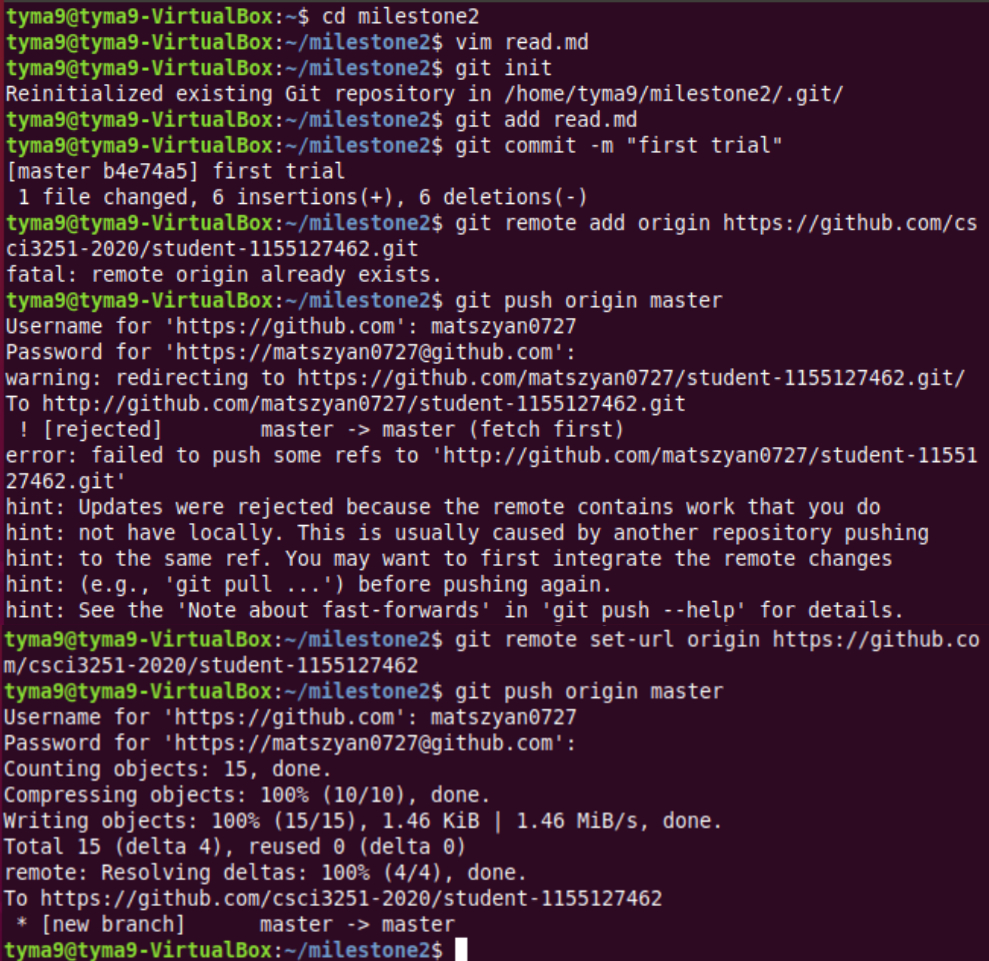 tyma9@tyma9-VirtualBox:~$ cd milestone2
tyma9@tyma9-VirtualBox:~/milestone2$ vim read.md
tyma9@tyma9-VirtualBox:~/milestone2$ git init
Reinitialized existing Git repository in /home/tyma9/milestone2/.git/
tyma9@tyma9-VirtualBox:~/milestone2$ git add read.md
tyma9@tyma9-VirtualBox:~/milestone2$ git commit -m "first trial"
[master b4e74a5] first trial
 1 file changed, 6 insertions(+), 6 deletions(-)
tyma9@tyma9-VirtualBox:~/milestone2$ git remote add origin https://github.com/cs
ci3251-2020/student-1155127462.git
fatal: remote origin already exists.
tyma9@tyma9-VirtualBox:~/milestone2$ git push origin master
Username for 'https://github.com': matszyan0727
Password for 'https://matszyan0727@github.com':
warning: redirecting to https://github.com/matszyan0727/student-1155127462.git/
To http://github.com/matszyan0727/student-1155127462.git
 ! [rejected]        master -> master (fetch first)
error: failed to push some refs to 'http://github.com/matszyan0727/student-11551
27462.git'
hint: Updates were rejected because the remote contains work that you do
hint: not have locally. This is usually caused by another repository pushing
hint: to the same ref. You may want to first integrate the remote changes
hint: (e.g., 'git pull ...') before pushing again.
hint: See the 'Note about fast-forwards' in 'git push --help' for details.
tyma9@tyma9-VirtualBox:~/milestone2$ git remote set-url origin https://github.co
m/csci3251-2020/student-1155127462
tyma9@tyma9-VirtualBox:~/milestone2$ git push origin master
Username for 'https://github.com': matszyan0727
Password for 'https://matszyan0727@github.com':
Counting objects: 15, done.
Compressing objects: 100% (10/10), done.
Writing objects: 100% (15/15), 1.46 KiB | 1.46 MiB/s, done.
Total 15 (delta 4), reused 0 (delta 0)
remote: Resolving deltas: 100% (4/4), done.
To https://github.com/csci3251-2020/student-1155127462
 * [new branch]      master -> master
tyma9@tyma9-VirtualBox:~/milestone2$